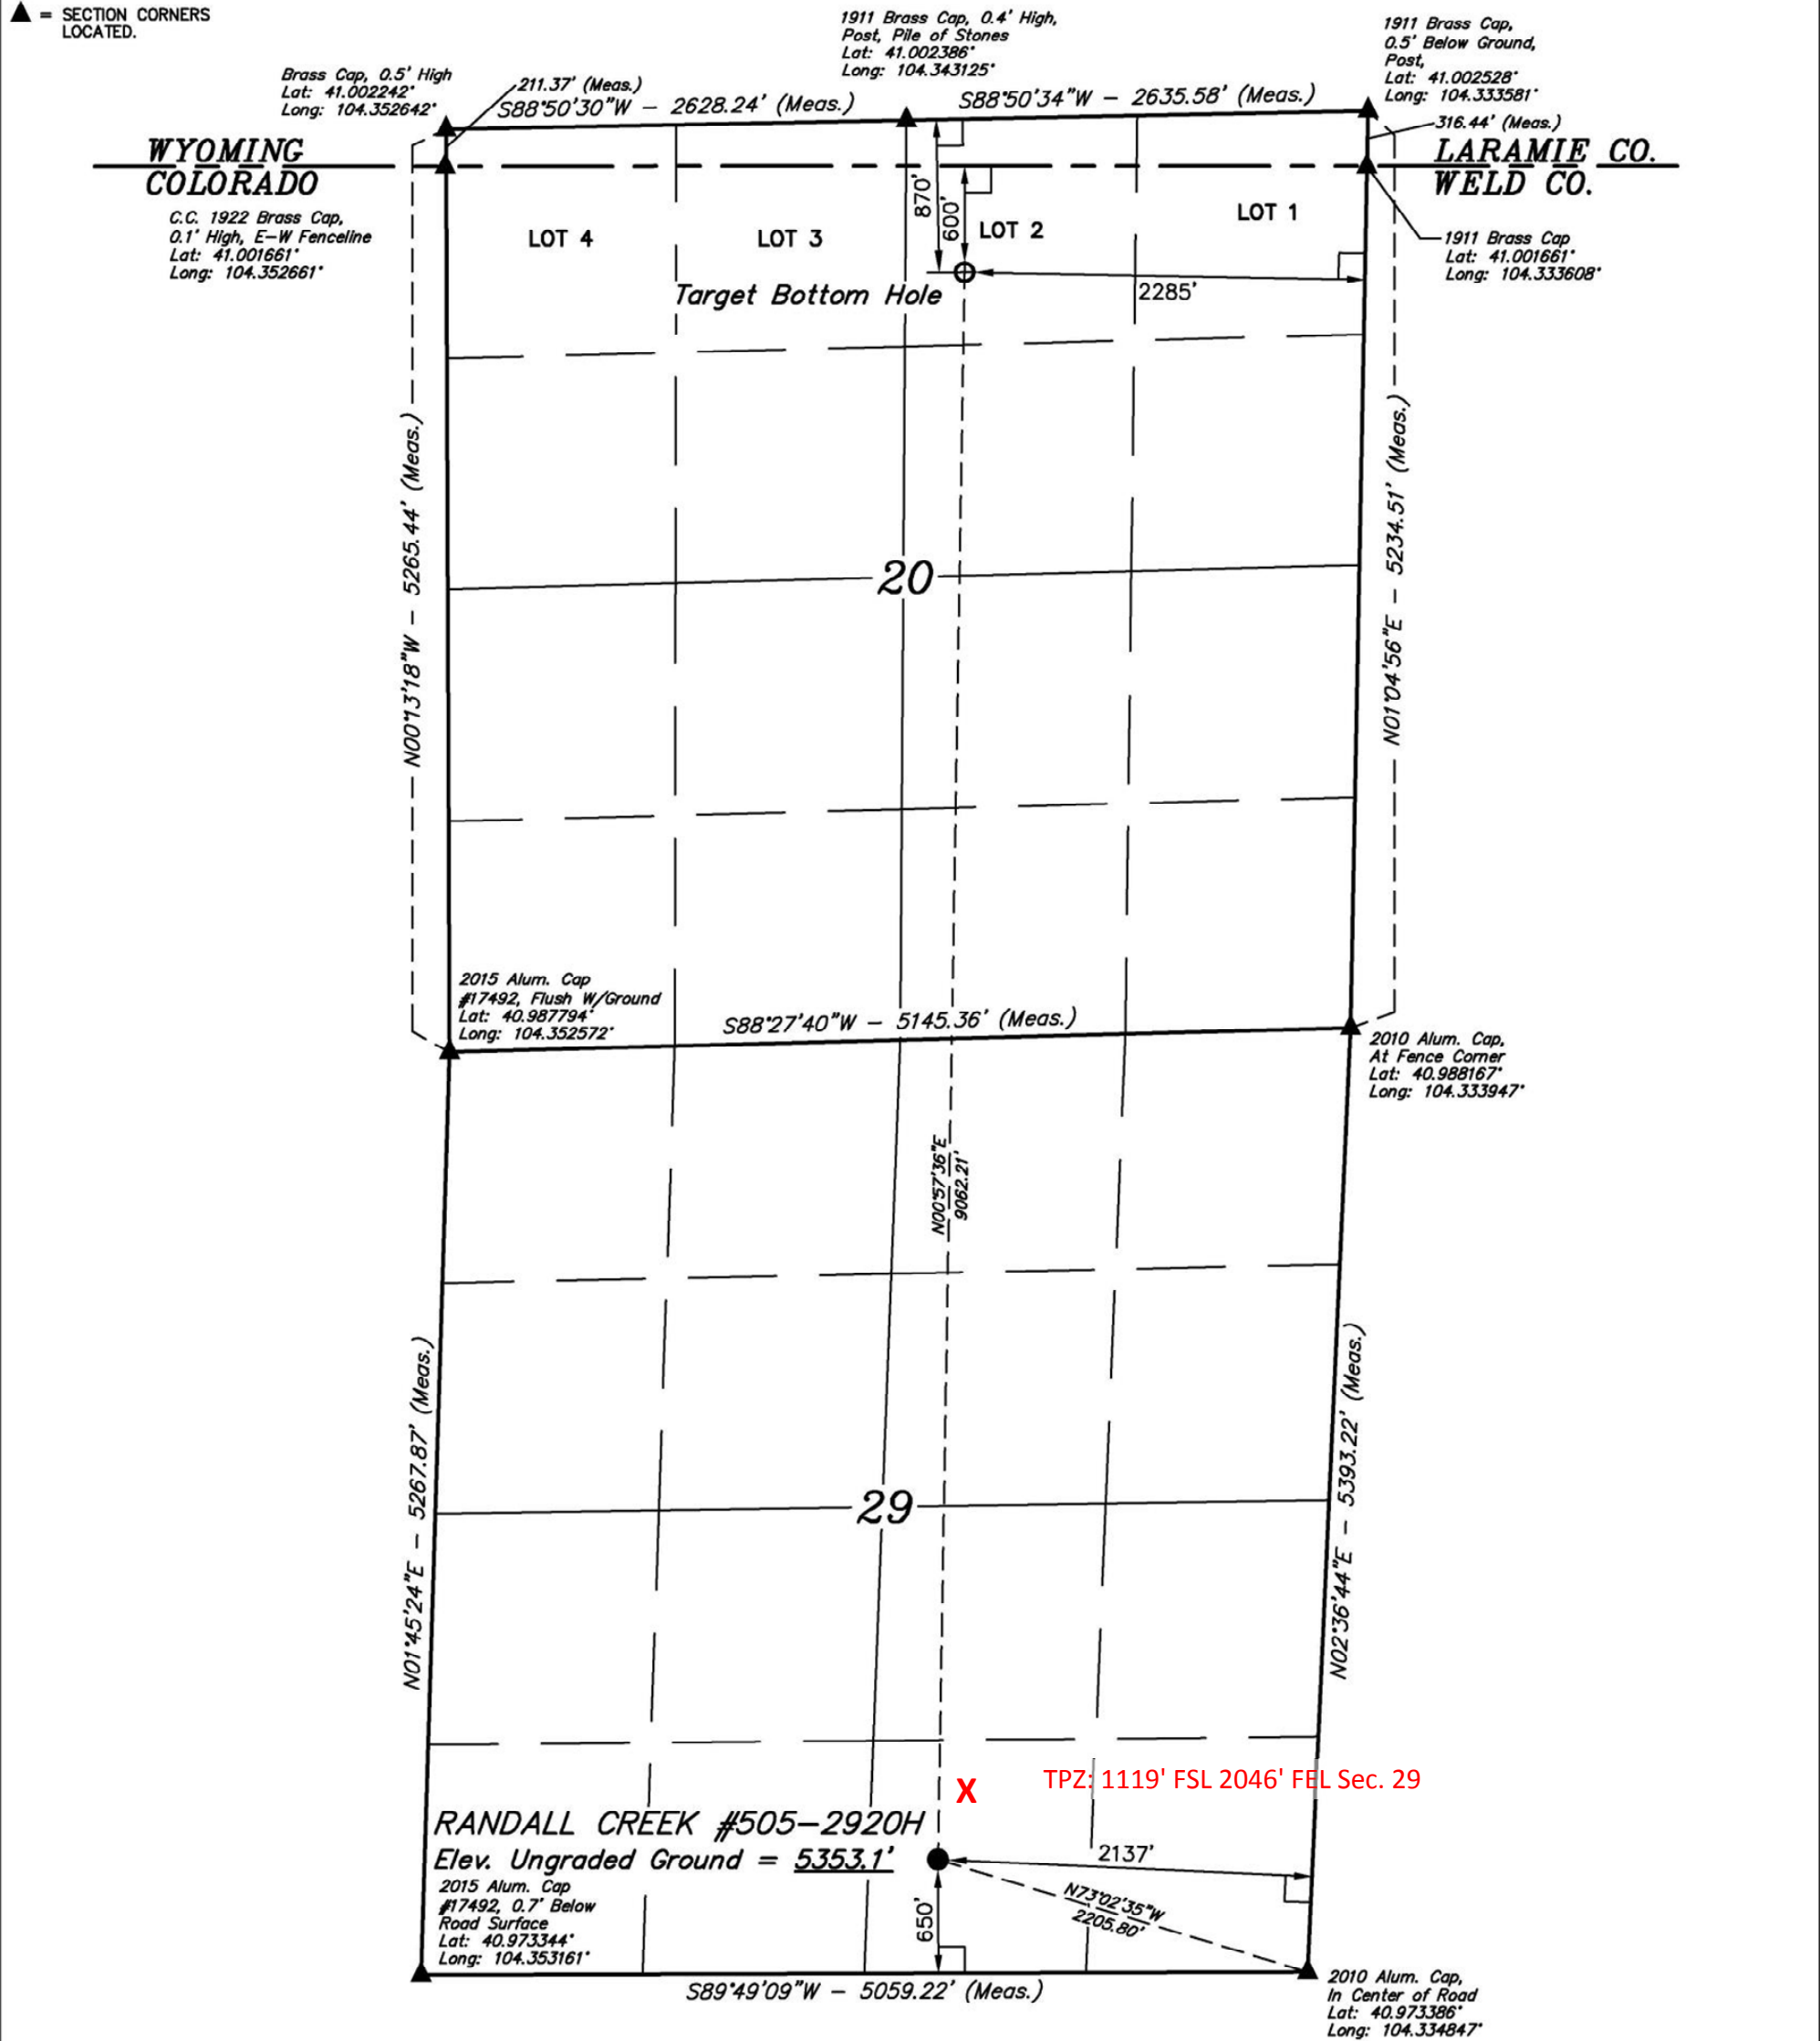 ▲ = SECTION CORNERS
LOCATED.
1911 Brass Cap, 0.4' High,
Post, Pile of Stones
Lat: 41.002386°
Long: 104.343125°
1911 Brass Cap,
0.5' Below Ground,
Post,
Lat: 41.002528°
Long: 104.333581°
Brass Cap, 0.5' High
Lat: 41.002242°
Long: 104.352642°
211.37' (Meas.)
S88°50'30"W – 2628.24' (Meas.)
S88°50'34"W – 2635.58' (Meas.)
316.44' (Meas.)
WYOMING
COLORADO
LARAMIE CO.
WELD CO.
C.C. 1922 Brass Cap,
0.1' High, E-W Fenceline
Lat: 41.001661°
Long: 104.352661°
LOT 4
LOT 3
870'
600'
LOT 2
LOT 1
1911 Brass Cap
Lat: 41.001661°
Long: 104.333608°
Target Bottom Hole
2285'
N00°13'18"W – 5265.44' (Meas.)
N01°04'56"E – 5234.51' (Meas.)
20
2015 Alum. Cap
#17492, Flush W/Ground
Lat: 40.987794°
Long: 104.352572°
S88°27'40"W – 5145.36' (Meas.)
2010 Alum. Cap,
At Fence Corner
Lat: 40.988167°
Long: 104.333947°
N00°57'36"E
9062.21'
N01°45'24"E – 5267.87' (Meas.)
N02°36'44"E – 5393.22' (Meas.)
29
X
TPZ: 1119' FSL 2046' FEL Sec. 29
RANDALL CREEK #505-2920H
Elev. Ungraded Ground = 5353.1'
2137'
2015 Alum. Cap
#17492, 0.7' Below
Road Surface
Lat: 40.973344°
Long: 104.353161°
650'
N73°02'35"W
2205.80'
S89°49'09"W – 5059.22' (Meas.)
2010 Alum. Cap,
In Center of Road
Lat: 40.973386°
Long: 104.334847°